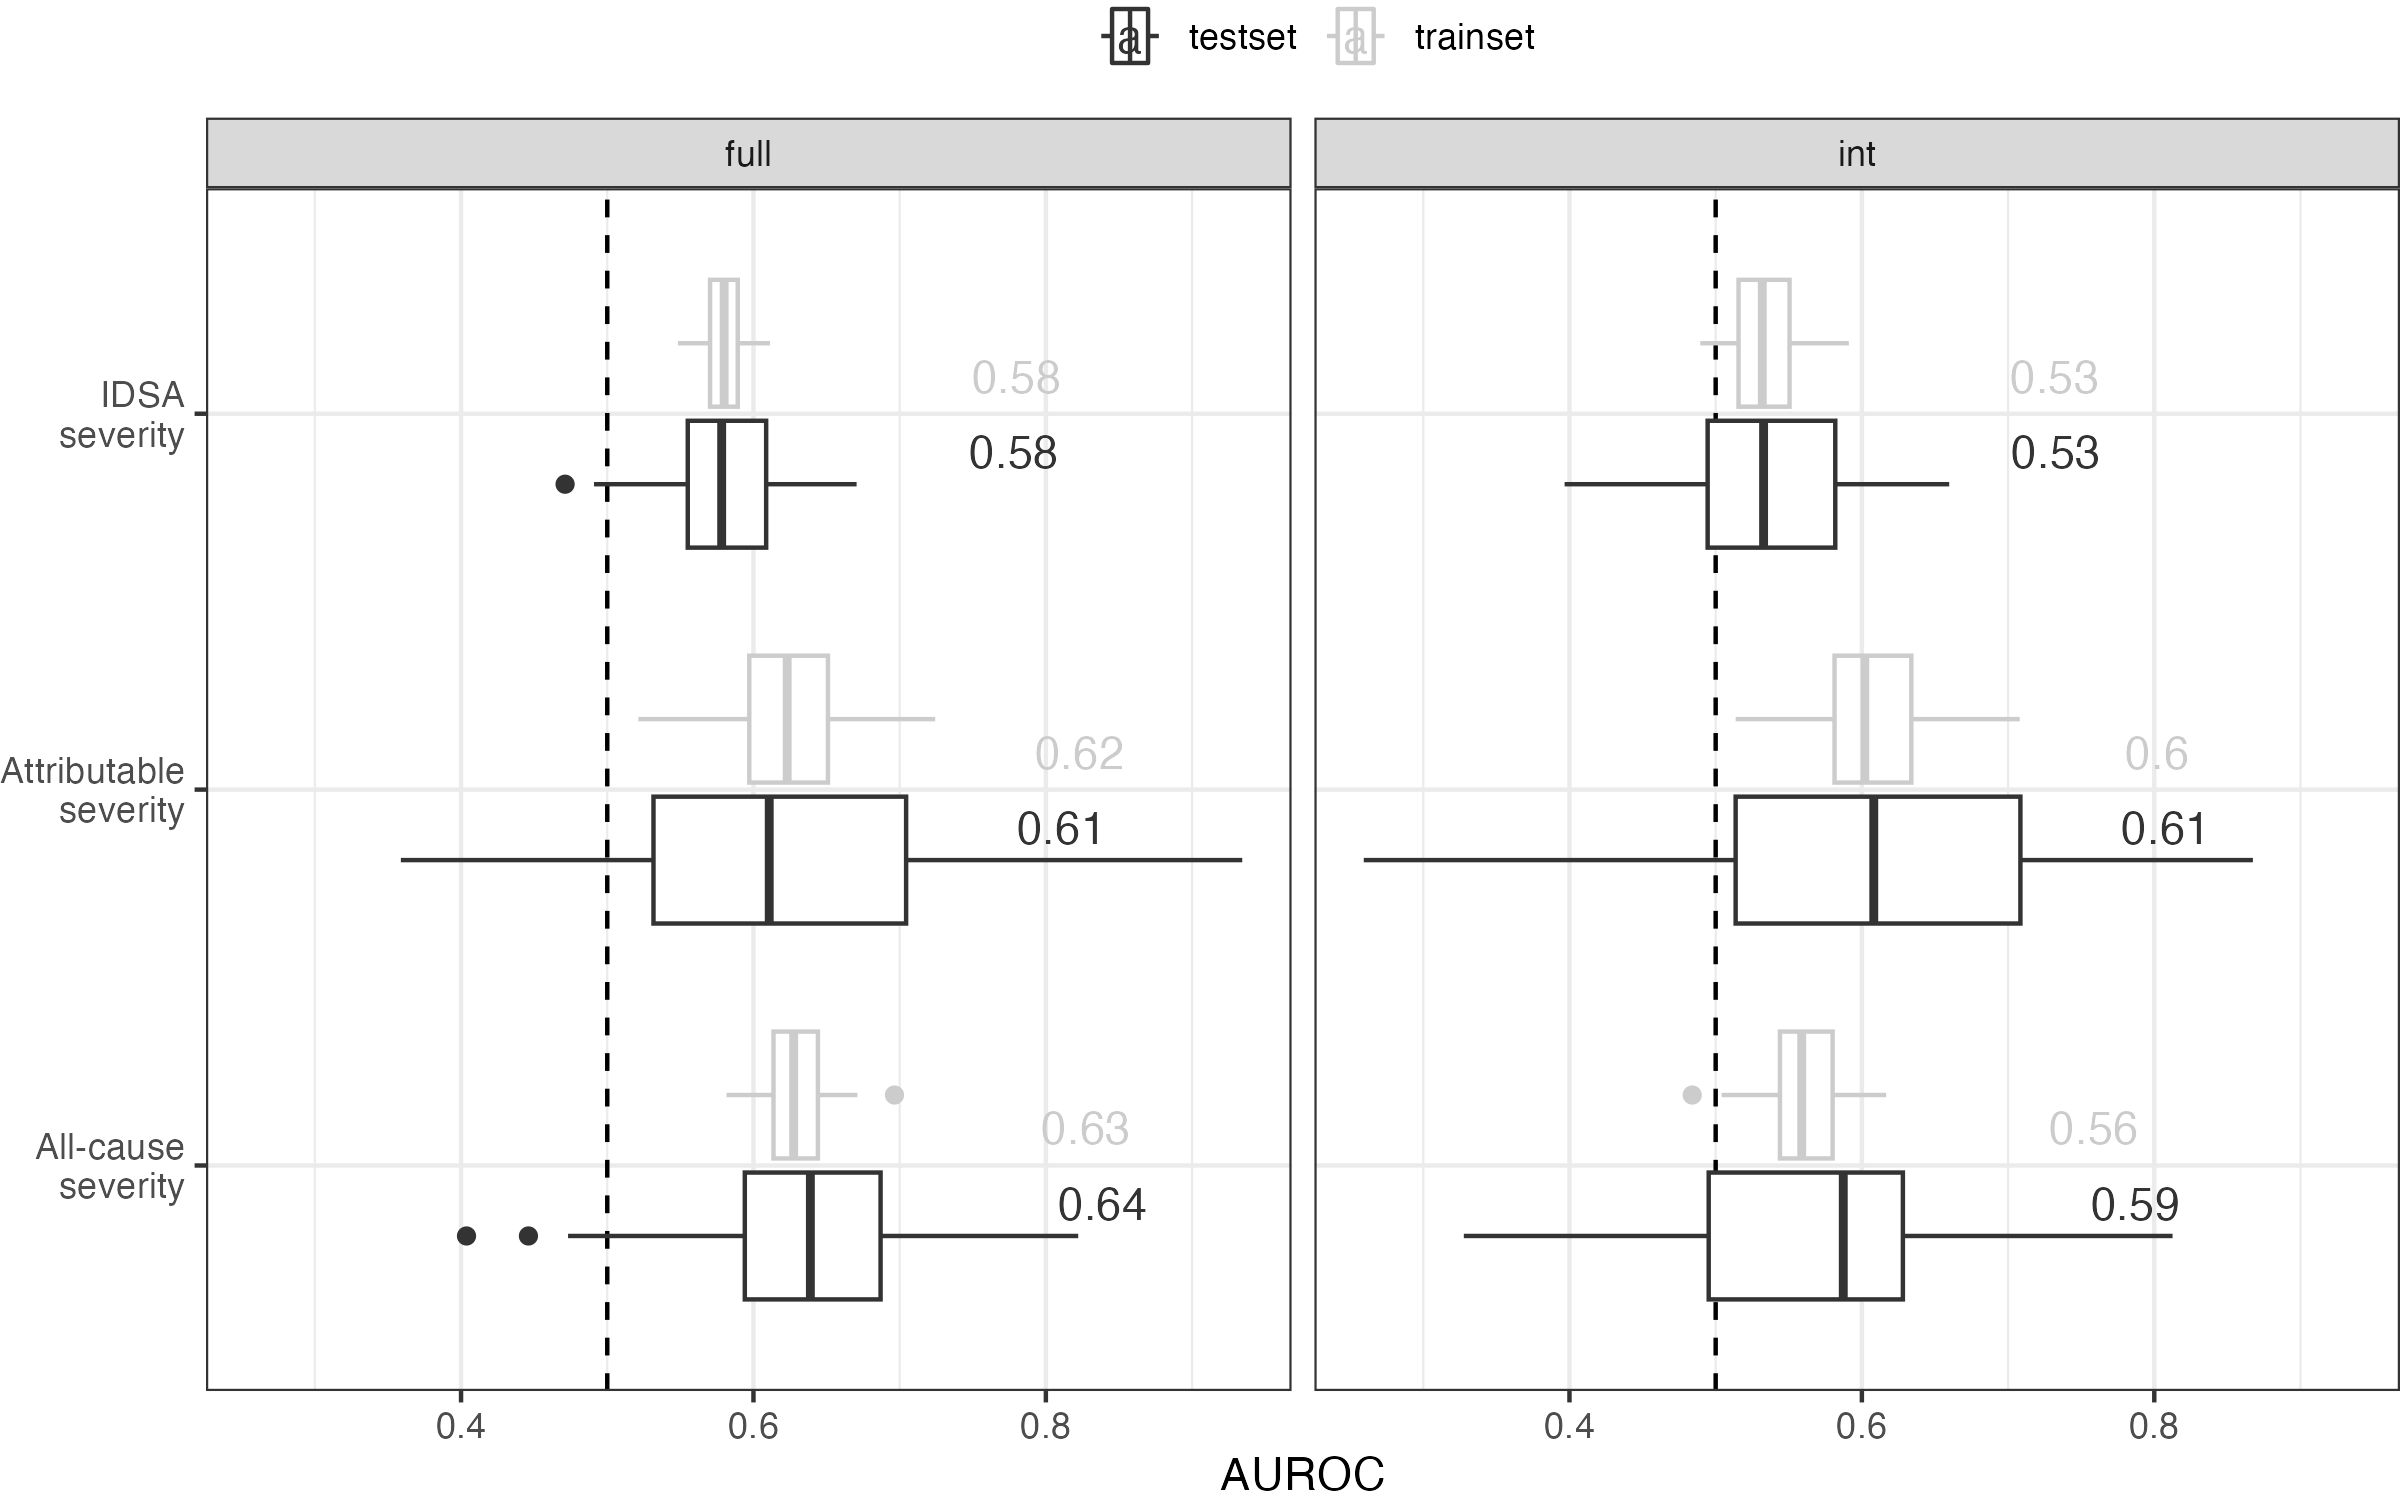 a testset a trainset
full
int
IDSA
severity
0.58
0.58
0.53
0.53
Attributable
severity
0.62
0.61
0.6
0.61
All-cause
severity
0.63
0.64
0.56
0.59
0.4 0.6 0.8
0.4 0.6 0.8
AUROC